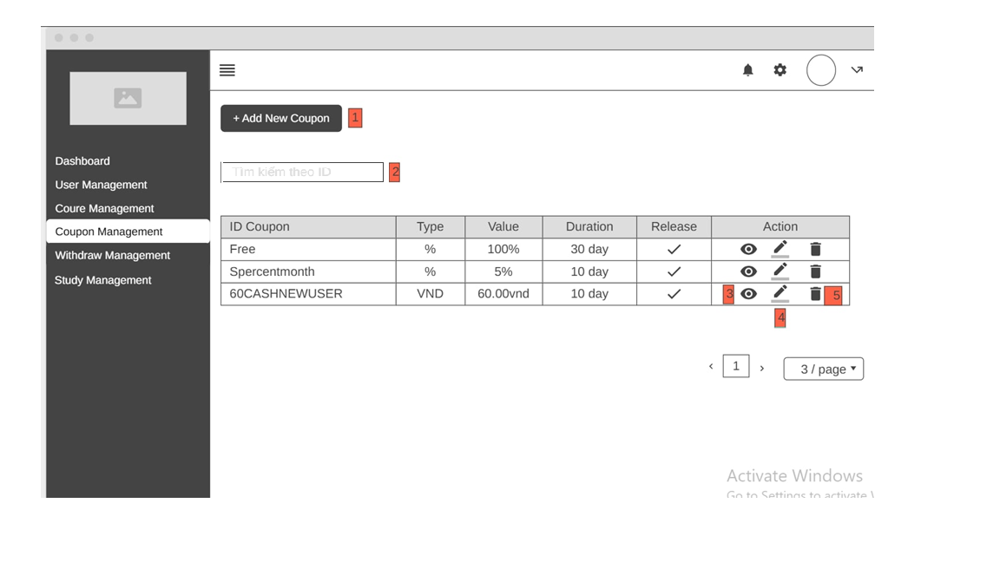 + Add New Coupon 1
Tìm kiếm theo ID 2
Dashboard
User Management
Coure Management
Coupon Management
Withdraw Management
Study Management
ID Coupon Type Value Duration Release Action
Free % 100% 30 day
Spercentmonth % 5% 10 day
60CASHNEWUSER VND 60.00vnd 10 day 3 5
4
1 3 / page
Activate Windows
Go to Settings to activate